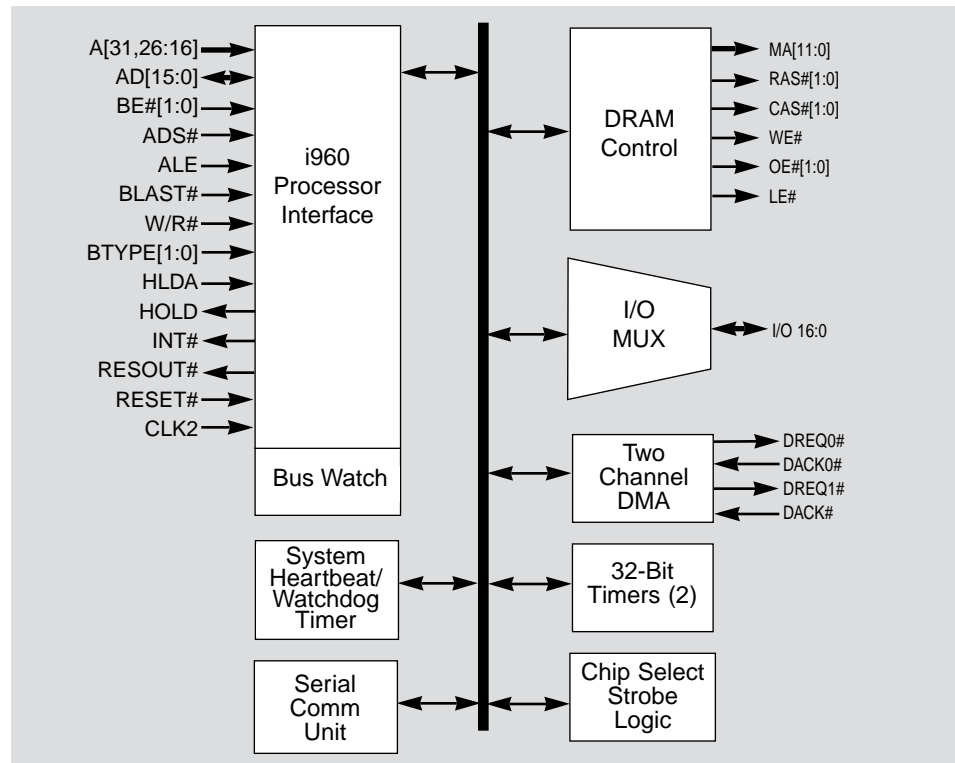 A[31,26:16]
AD[15:0]
BE#[1:0]
ADS#
ALE
BLAST#
W/R#
BTYPE[1:0]
HLDA
HOLD
INT#
RESOUT#
RESET#
CLK2
i960
Processor
Interface
Bus Watch
System
Heartbeat/
Watchdog
Timer
Serial
Comm
Unit
DRAM
Control
MA[11:0]
RAS#[1:0]
CAS#[1:0]
WE#
OE#[1:0]
LE#
I/O
MUX
I/O 16:0
Two
Channel
DMA
DREQ0#
DACK0#
DREQ1#
DACK#
32-Bit
Timers (2)
Chip Select
Strobe
Logic